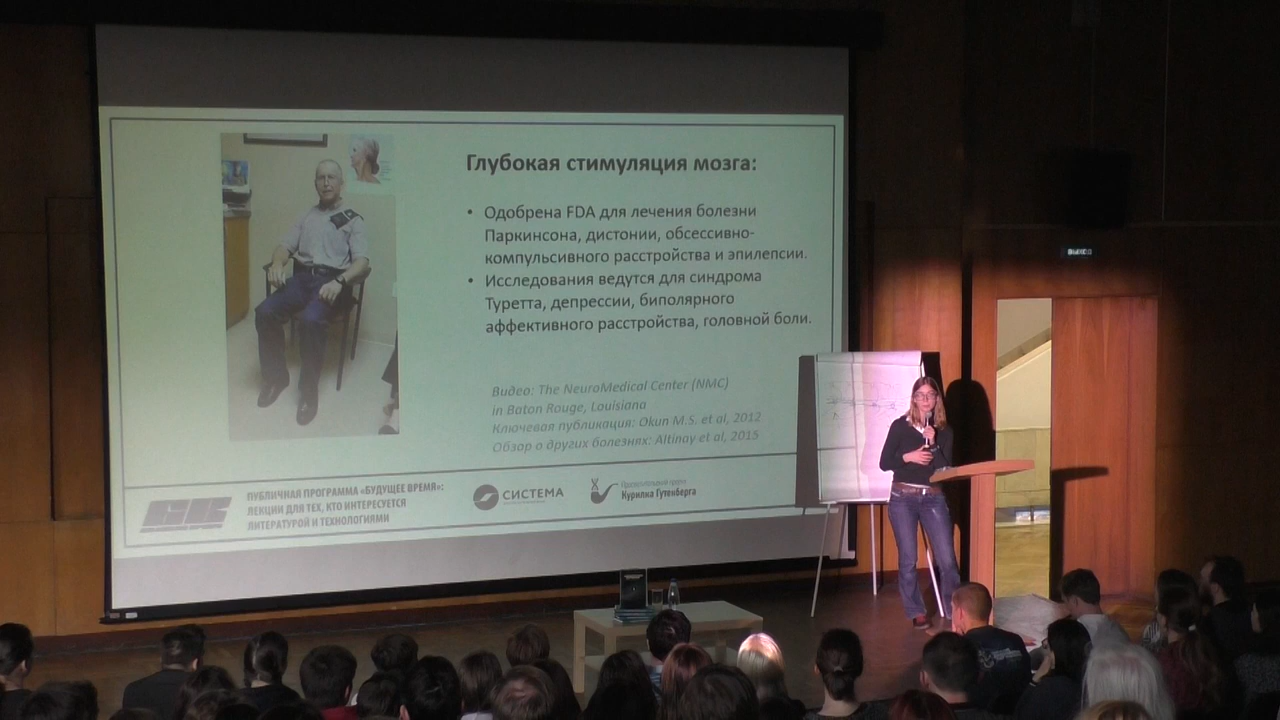 Глубокая стимуляция мозга:
• Одобрена FDA для лечения болезни
Паркинсона, дистонии, обсессивно-
компульсивного расстройства и эпилепсии.
• Исследования ведутся для синдрома
Туретта, депрессии, биполярного
аффективного расстройства, головной боли.
Видео: The NeuroMedical Center (NMC)
in Baton Rouge, Louisiana
Ключевая публикация: Okun M.S. et al, 2012
Обзор о других болезнях: Altinay et al, 2015
ПУБЛИЧНАЯ ПРОГРАММА «БУДУЩЕЕ ВРЕМЯ»:
ЛЕКЦИИ ДЛЯ ТЕХ, КТО ИНТЕРЕСУЕТСЯ
ЛИТЕРАТУРОЙ И ТЕХНОЛОГИЯМИ
СИСТЕМА
Курилка Гутенберга
ВЫХОД